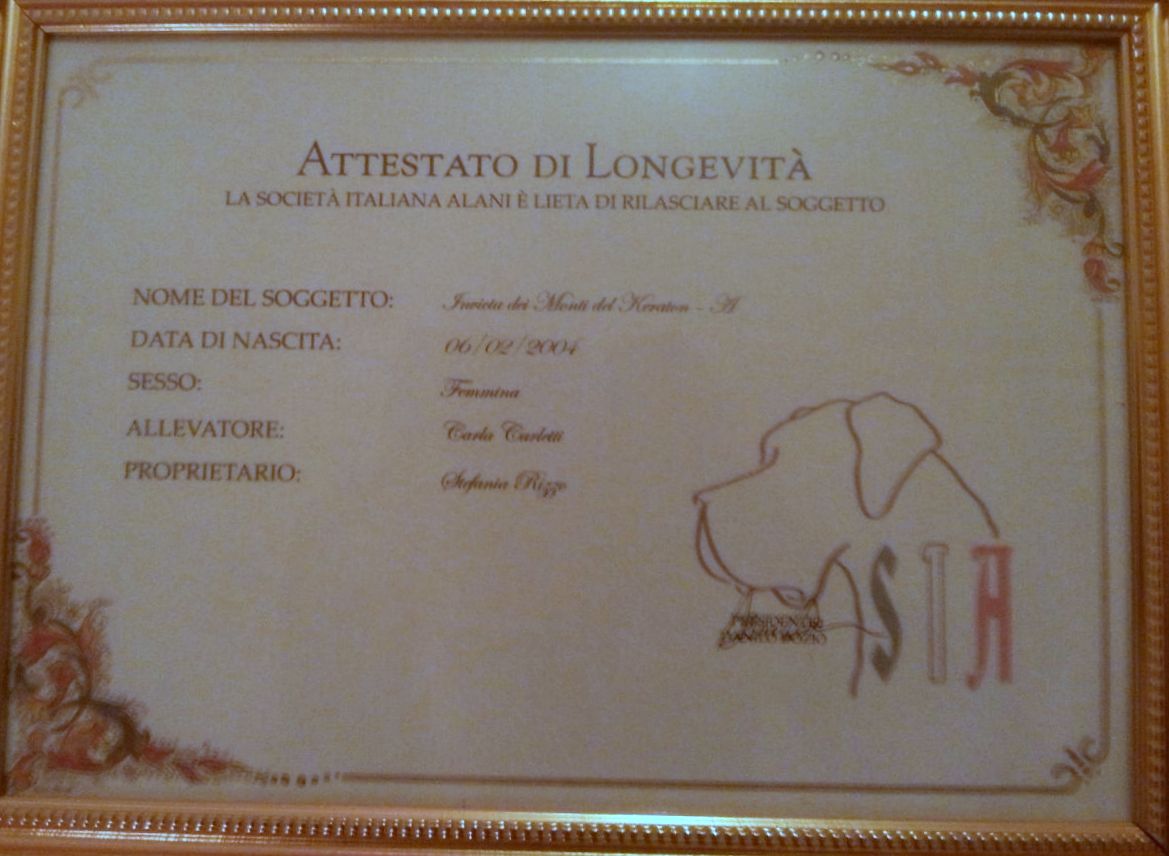 ATTESTATO DI LONGEVITÀ
LA SOCIETÀ ITALIANA ALANI È LIETA DI RILASCIARE AL SOGGETTO
NOME DEL SOGGETTO: Invicta dei Monti del Keraton - A
DATA DI NASCITA: 06/02/2004
SESSO: Femmina
ALLEVATORE: Carla Carletti
PROPRIETARIO: Stefania Rizzo
SIA
PRESIDENTE